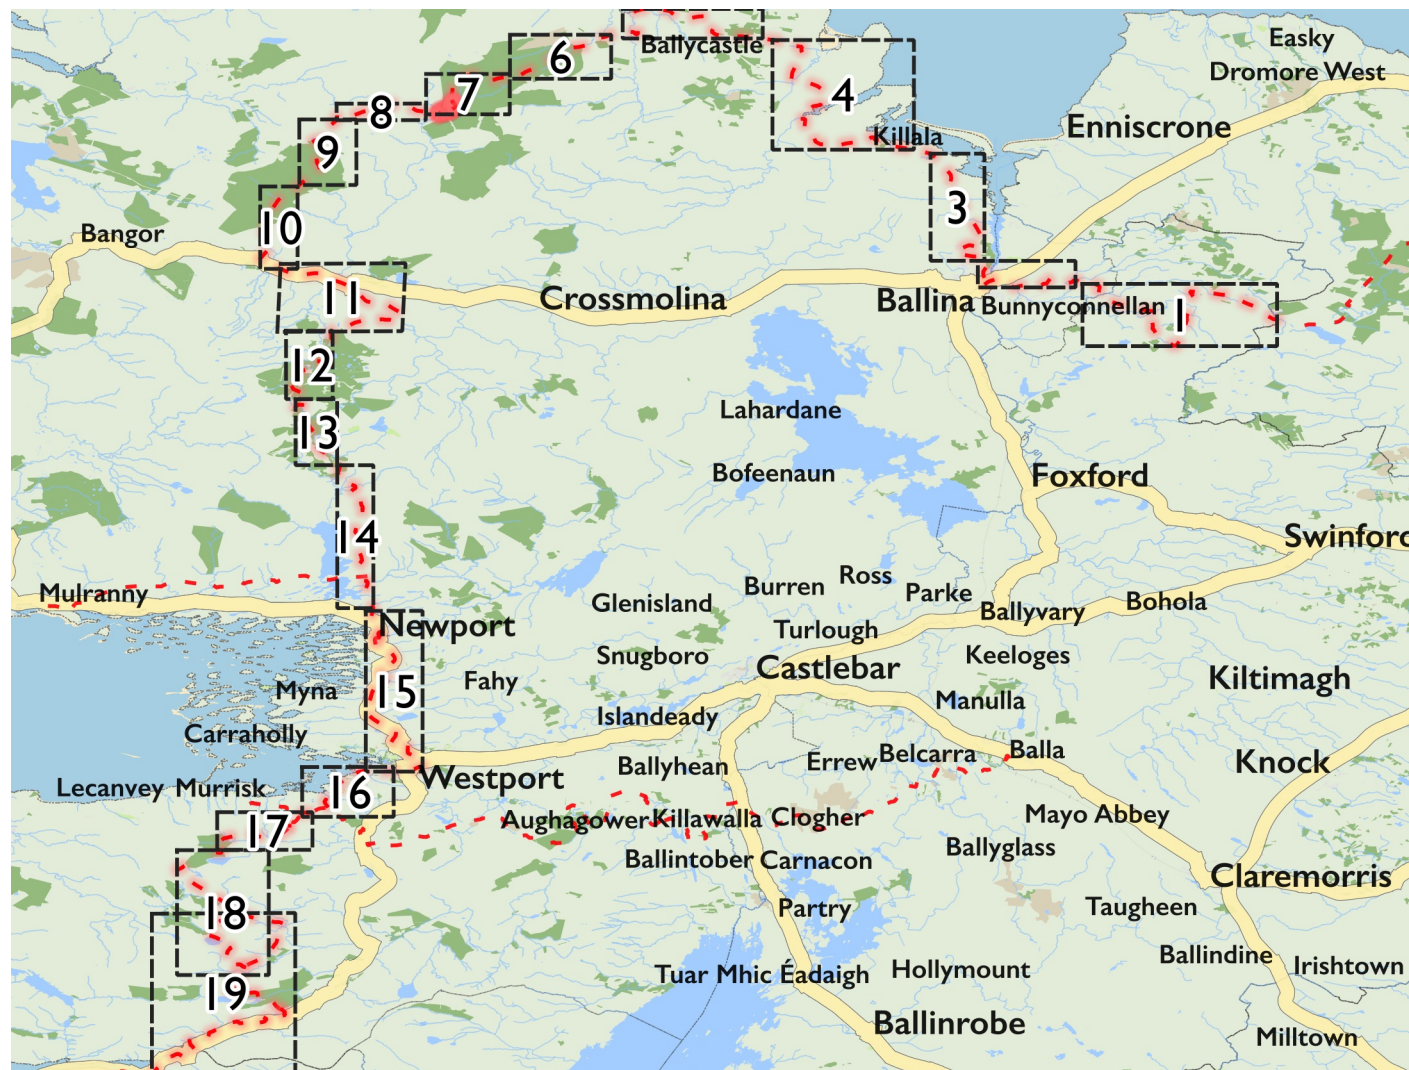 Easky
Ballycastle
6
Dromore West
7
4
8
Enniscrone
Killala
9
3
10
Bangor
11
Crossmolina
Ballina
Bunnyconnellan
1
12
Lahardane
13
Bofeenaun
Foxford
14
Swinford
Ross
Burren
Mulranny
Parke
Glenisland
Ballyvary
Bohola
Newport
Turlough
Snugboro
Keeloges
Castlebar
Fahy
Kiltimagh
Myna
15
Manulla
Islandeady
Carraholly
Balla
Belcarra
Errew
Knock
Ballyhean
Westport
Lecanvey
Murrisk
16
Mayo Abbey
Aughagower
Killawalla
Clogher
17
Ballyglass
Ballintober
Carnacon
Claremorris
Partry
Taugheen
18
Ballindine
Irishtown
Tuar Mhic Éadaigh
Hollymount
19
Ballinrobe
Milltown